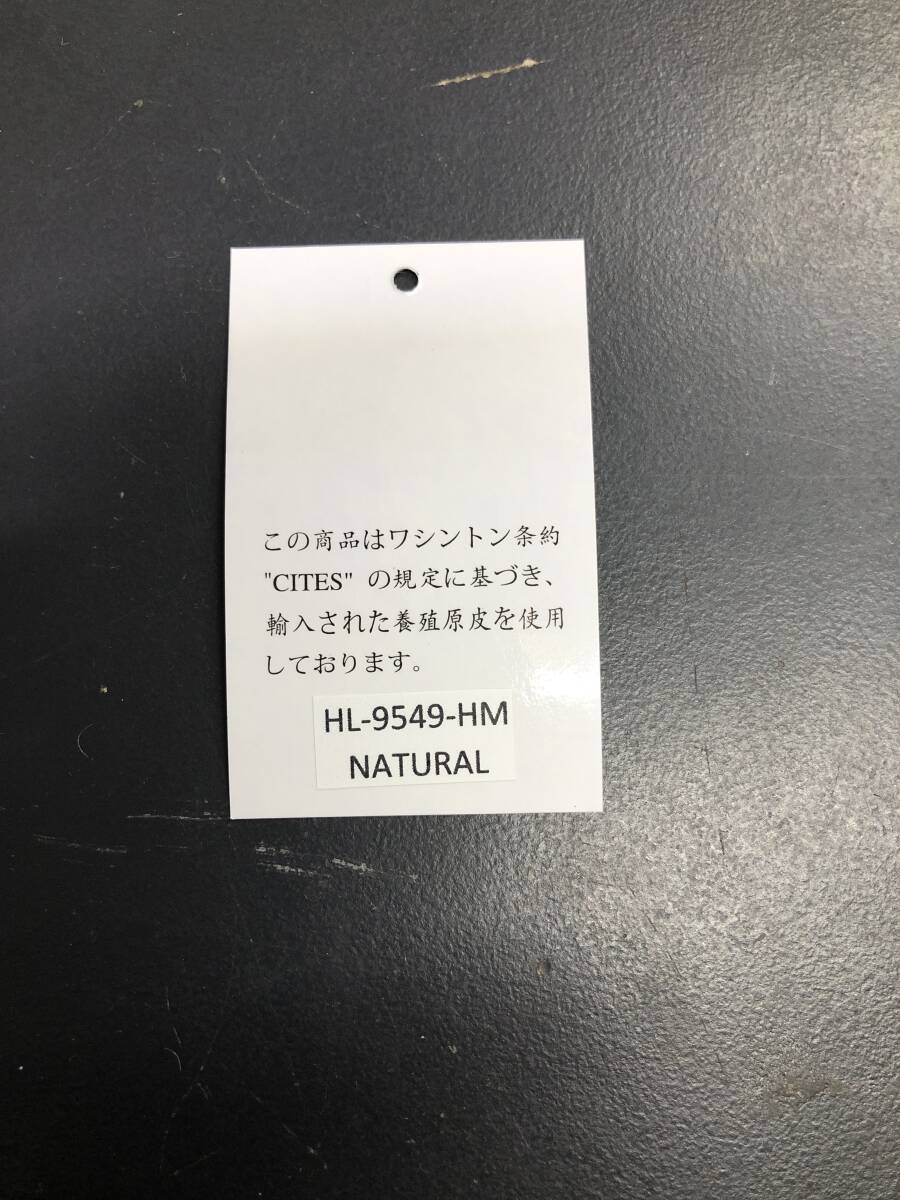 この商品はワシントン条約
"CITES" の規定に基づき、
輸入された養殖原皮を使用
しております。
HL-9549-HM
NATURAL